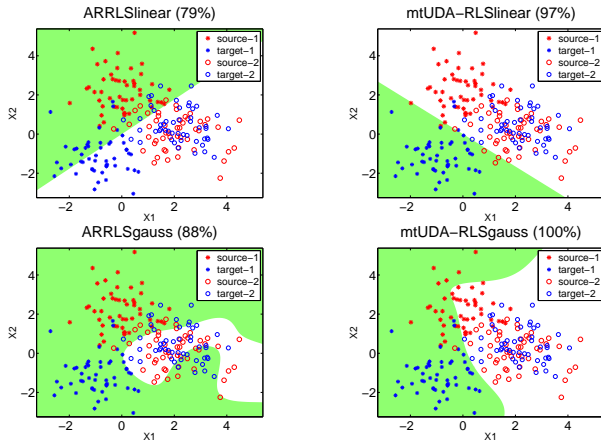 ARRLSlinear (79%)
source-1
target-1
source-2
target-2
4
2
0
−2
X2
−2
0
2
4
X1
mtUDA−RLSlinear (97%)
source-1
target-1
source-2
target-2
4
2
0
−2
X2
−2
0
2
4
X1
ARRLSgauss (88%)
source-1
target-1
source-2
target-2
4
2
0
−2
X2
−2
0
2
4
X1
mtUDA−RLSgauss (100%)
source-1
target-1
source-2
target-2
4
2
0
−2
X2
−2
0
2
4
X1